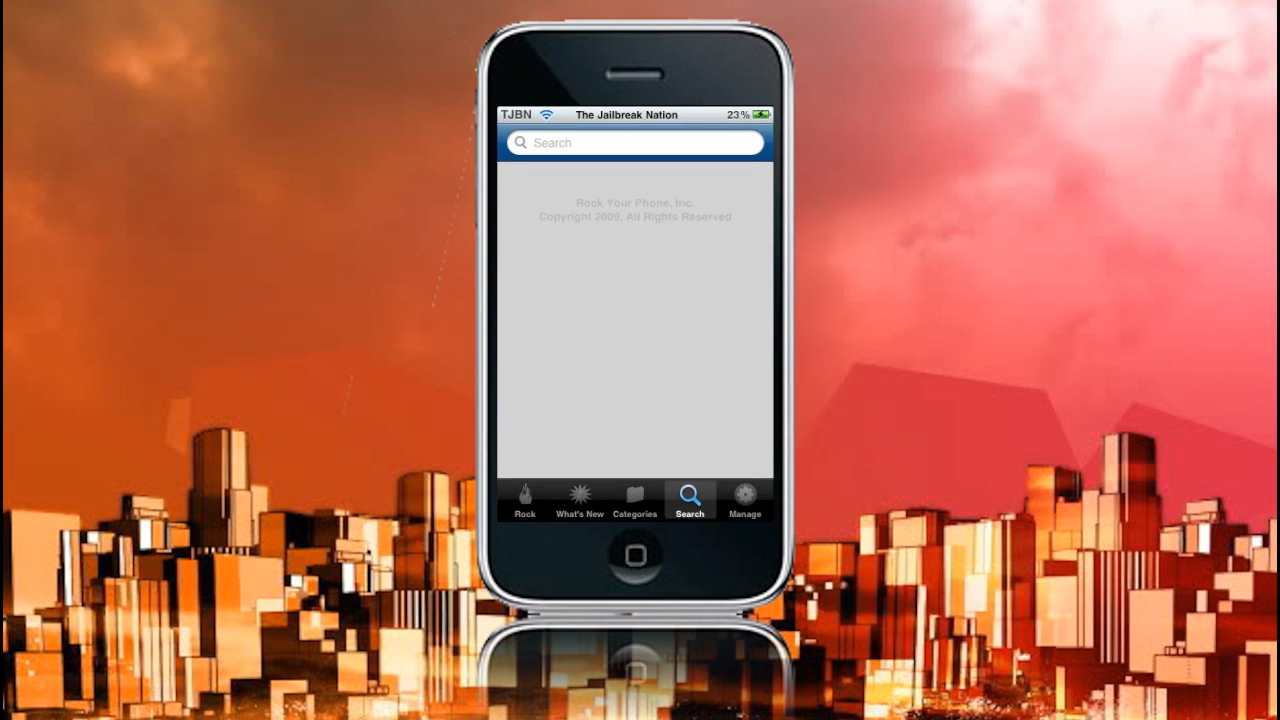 TJBN The Jailbreak Nation 23%
Search
Rock Your Phone, Inc.
Copyright 2009. All Rights Reserved
Rock What's New Categories Search Manage